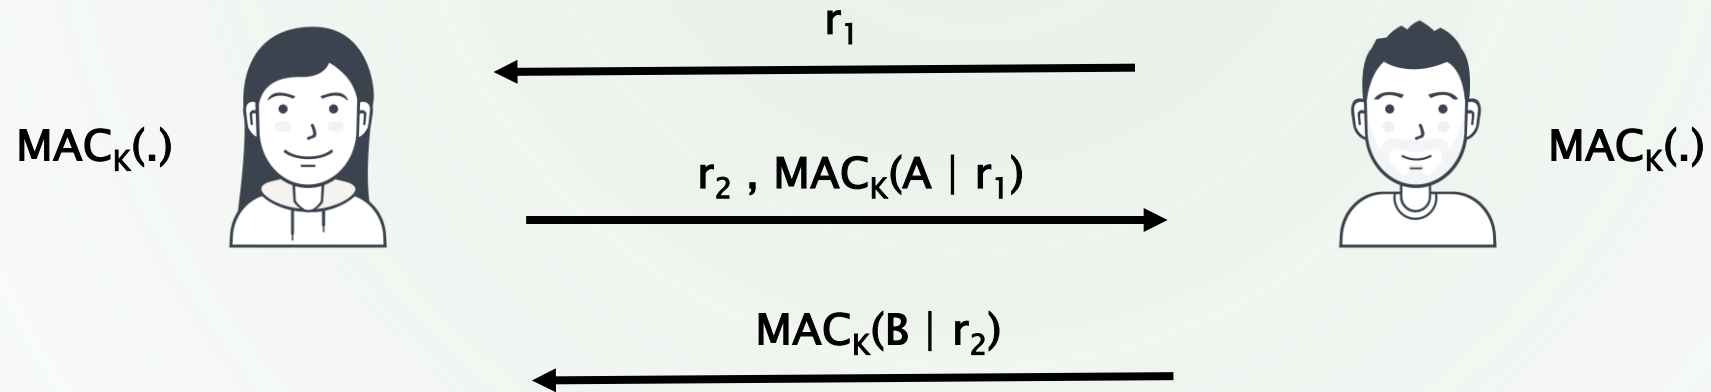 r₁
MACₖ(.)
MACₖ(.)
r₂ , MACₖ(A | r₁)
MACₖ(B | r₂)